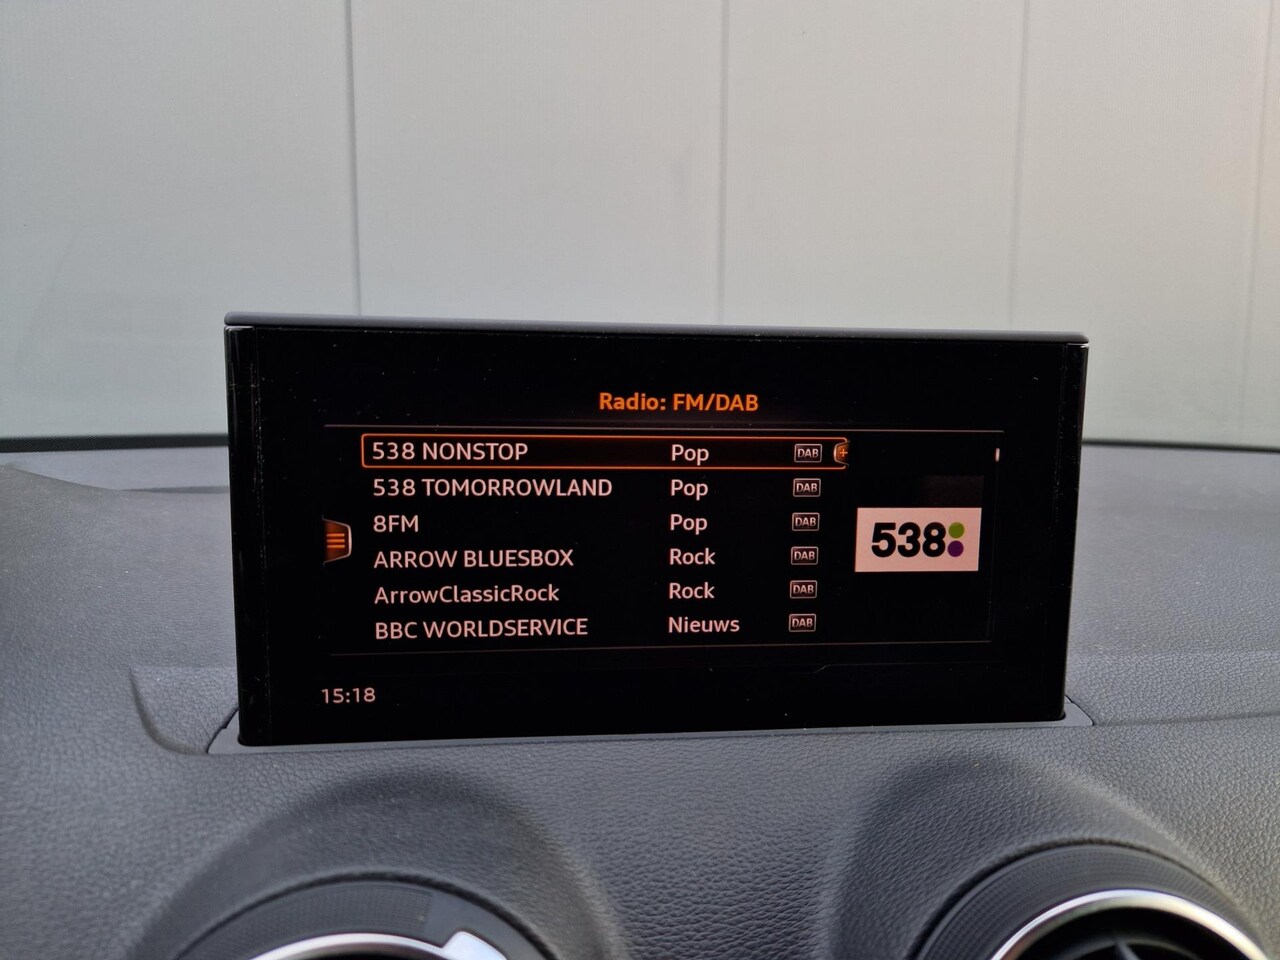 Radio: FM/DAB
538 NONSTOP Pop DAB
538 TOMORROWLAND Pop DAB
8FM Pop DAB
538
ARROW BLUESBOX Rock DAB
ArrowClassicRock Rock DAB
BBC WORLDSERVICE Nieuws DAB
15:18